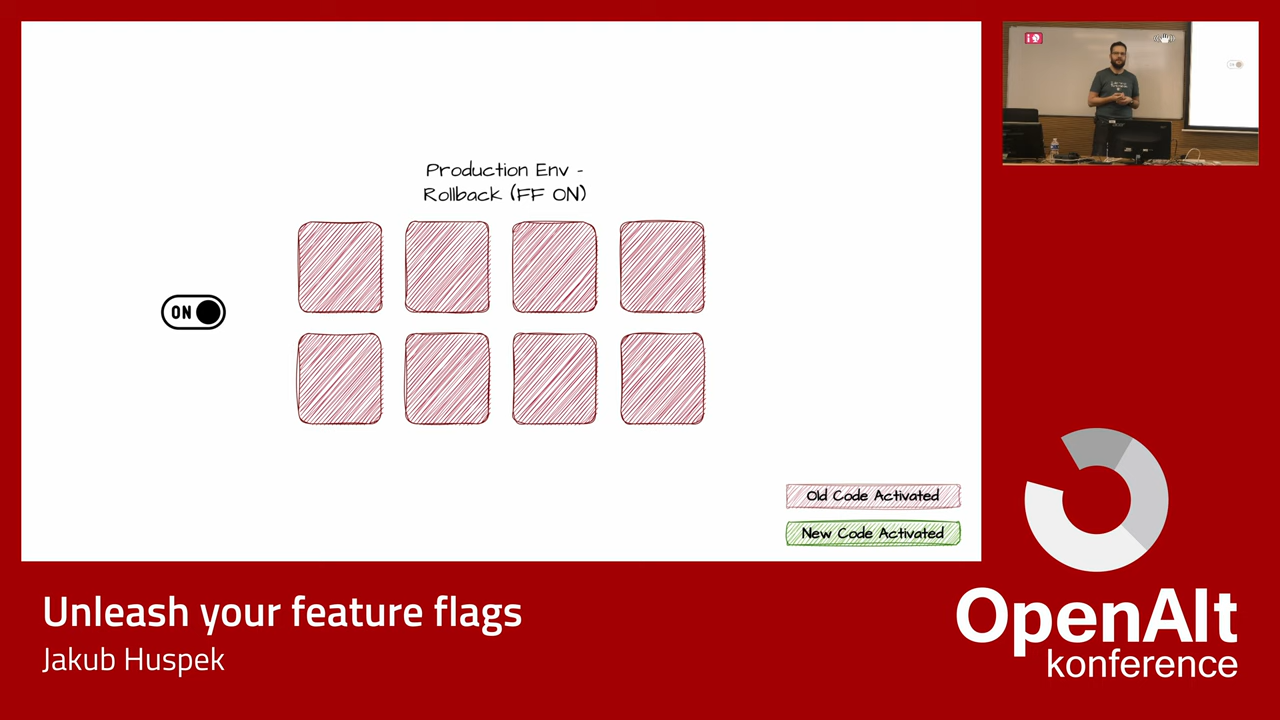 Production Env -
Rollback (FF ON)
ON
Old Code Activated
New Code Activated
Unleash your feature flags
Jakub Huspek
OpenAlt
konference